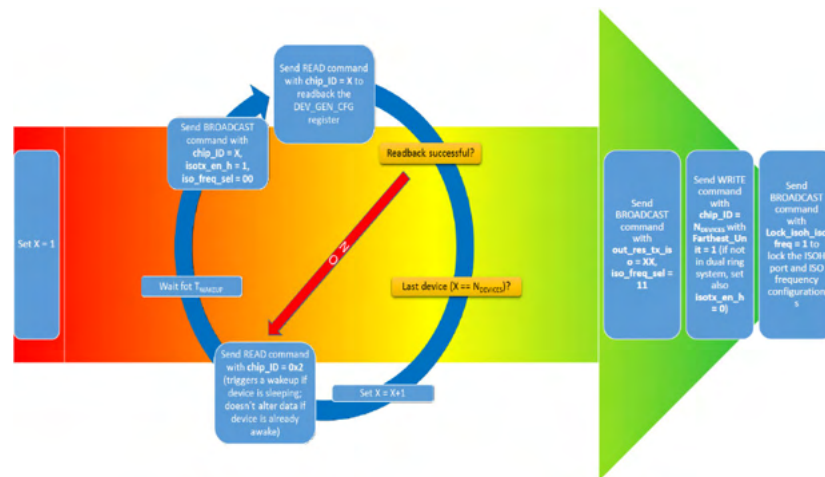 Set X = 1
Send BROADCAST
command with
chip_ID = X,
isotx_en_h = 1,
iso_freq_sel = 00
Send READ command
with chip_ID = X to
readback the
DEV_GEN_CFG
register
Readback successful?
NO
Last device (X == NDEVICES)?
Set X = X+1
Send READ command
with chip_ID = 0x2
(triggers a wakeup if
device is sleeping;
doesn't alter data if
device is already
awake)
Wait fot TWAKEUP
Send
BROADCAST
command
with
out_res_tx_is
o = XX,
iso_freq_sel =
11
Send WRITE
command
with
chip_ID =
NDEVICES with
Farthest_Un
it = 1 (if not
in dual ring
system, set
also
isotx_en_h
= 0)
Send
BROADCAST
command
with
Lock_isoh_iso
freq = 1 to
lock the ISOH
port and ISO
frequency
configuration
s